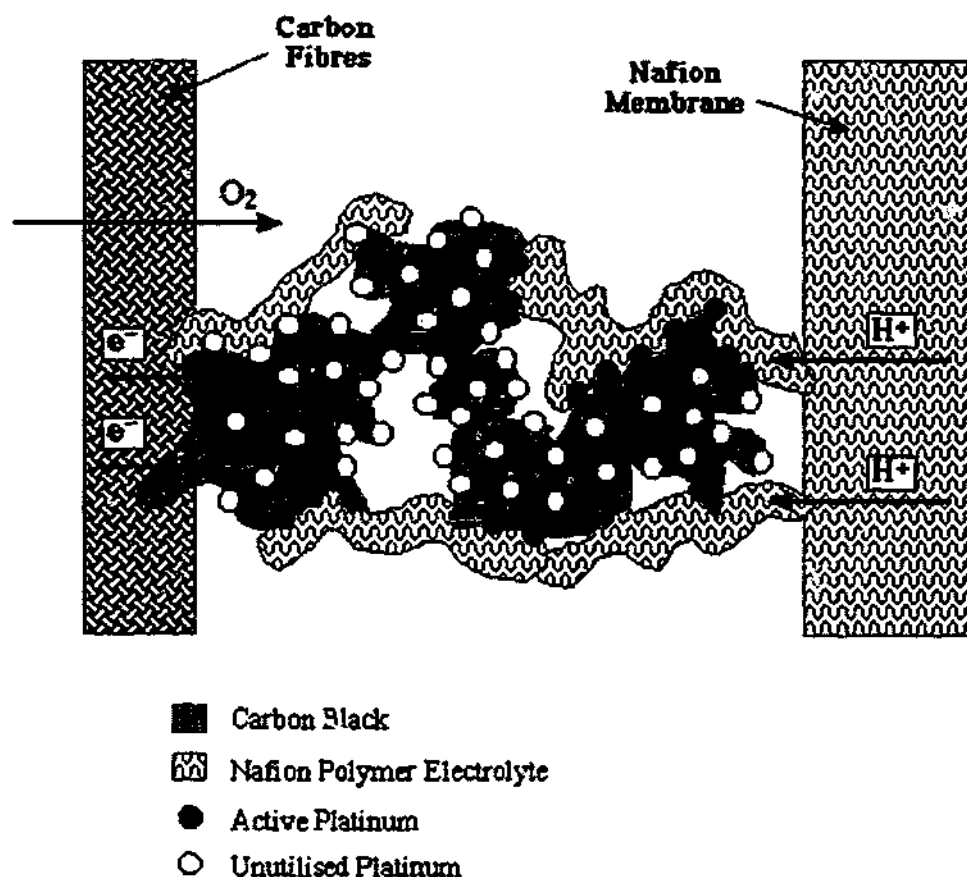 Carbon
Fibres
Nafion
Membrane
O₂
e⁻
H⁺
e⁻
H⁺
Carbon Black
Nafion Polymer Electrolyte
Active Platinum
Unutilised Platinum